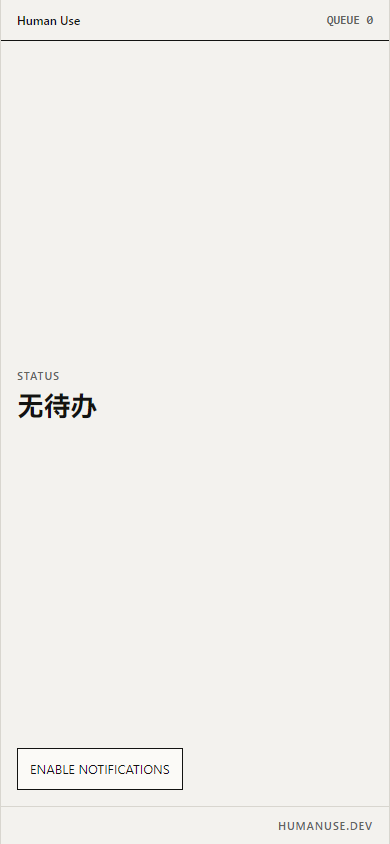 Human Use
QUEUE 0
STATUS
无待办
ENABLE NOTIFICATIONS
HUMANUSE.DEV